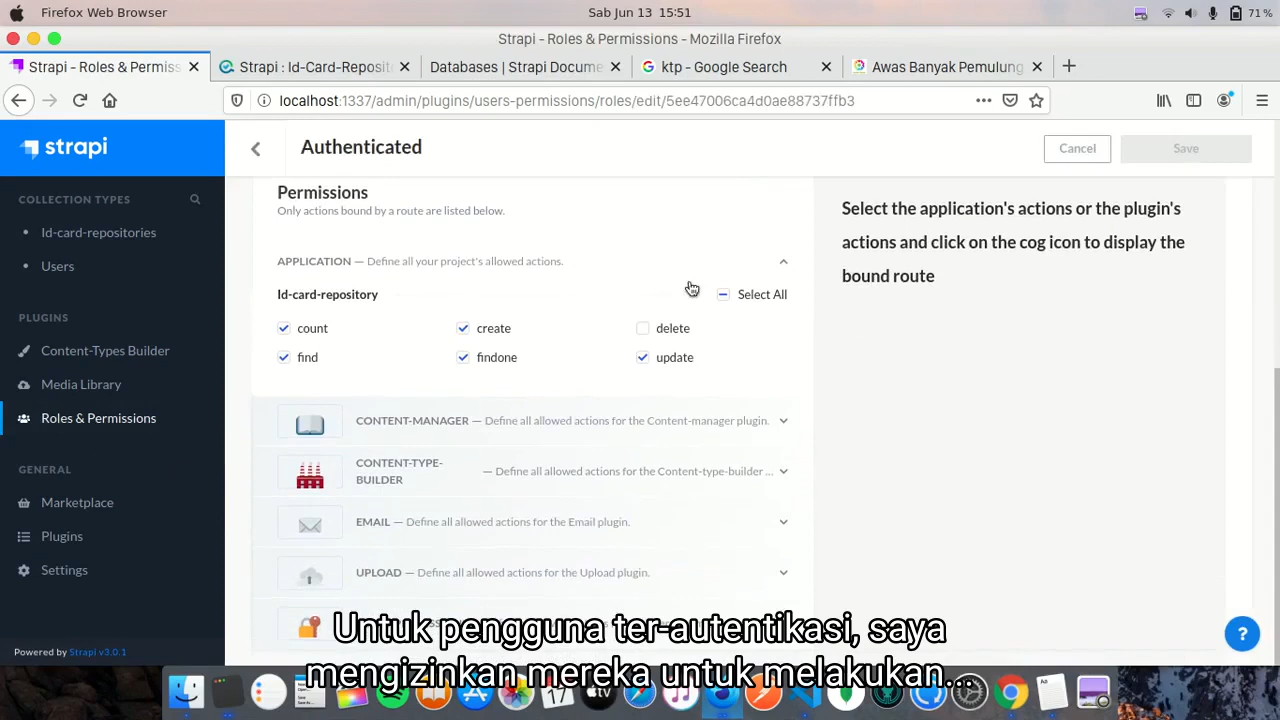 Firefox Web Browser
Sab Jun 13 15:51
71%
Strapi - Roles & Permissions - Mozilla Firefox
Strapi - Roles & Permiss
Strapi : Id-Card-Reposit
Databases | Strapi Docume
ktp - Google Search
Awas Banyak Pemulung
localhost:1337/admin/plugins/users-permissions/roles/edit/5ee47006ca4d0ae88737ffb3
strapi
Authenticated
Cancel
Save
COLLECTION TYPES
Id-card-repositories
Users
PLUGINS
Content-Types Builder
Media Library
Roles & Permissions
GENERAL
Marketplace
Plugins
Settings
Powered by Strapi v3.0.1
Permissions
Only actions bound by a route are listed below.
APPLICATION — Define all your project's allowed actions.
Id-card-repository
Select All
count
create
delete
find
findone
update
CONTENT-MANAGER — Define all allowed actions for the Content-manager plugin.
CONTENT-TYPE-
BUILDER
— Define all allowed actions for the Content-type-builder ...
EMAIL — Define all allowed actions for the Email plugin.
UPLOAD — Define all allowed actions for the Upload plugin.
Select the application's actions or the plugin's
actions and click on the cog icon to display the
bound route
?
Untuk pengguna ter-autentikasi, saya
mengizinkan mereka untuk melakukan...
17